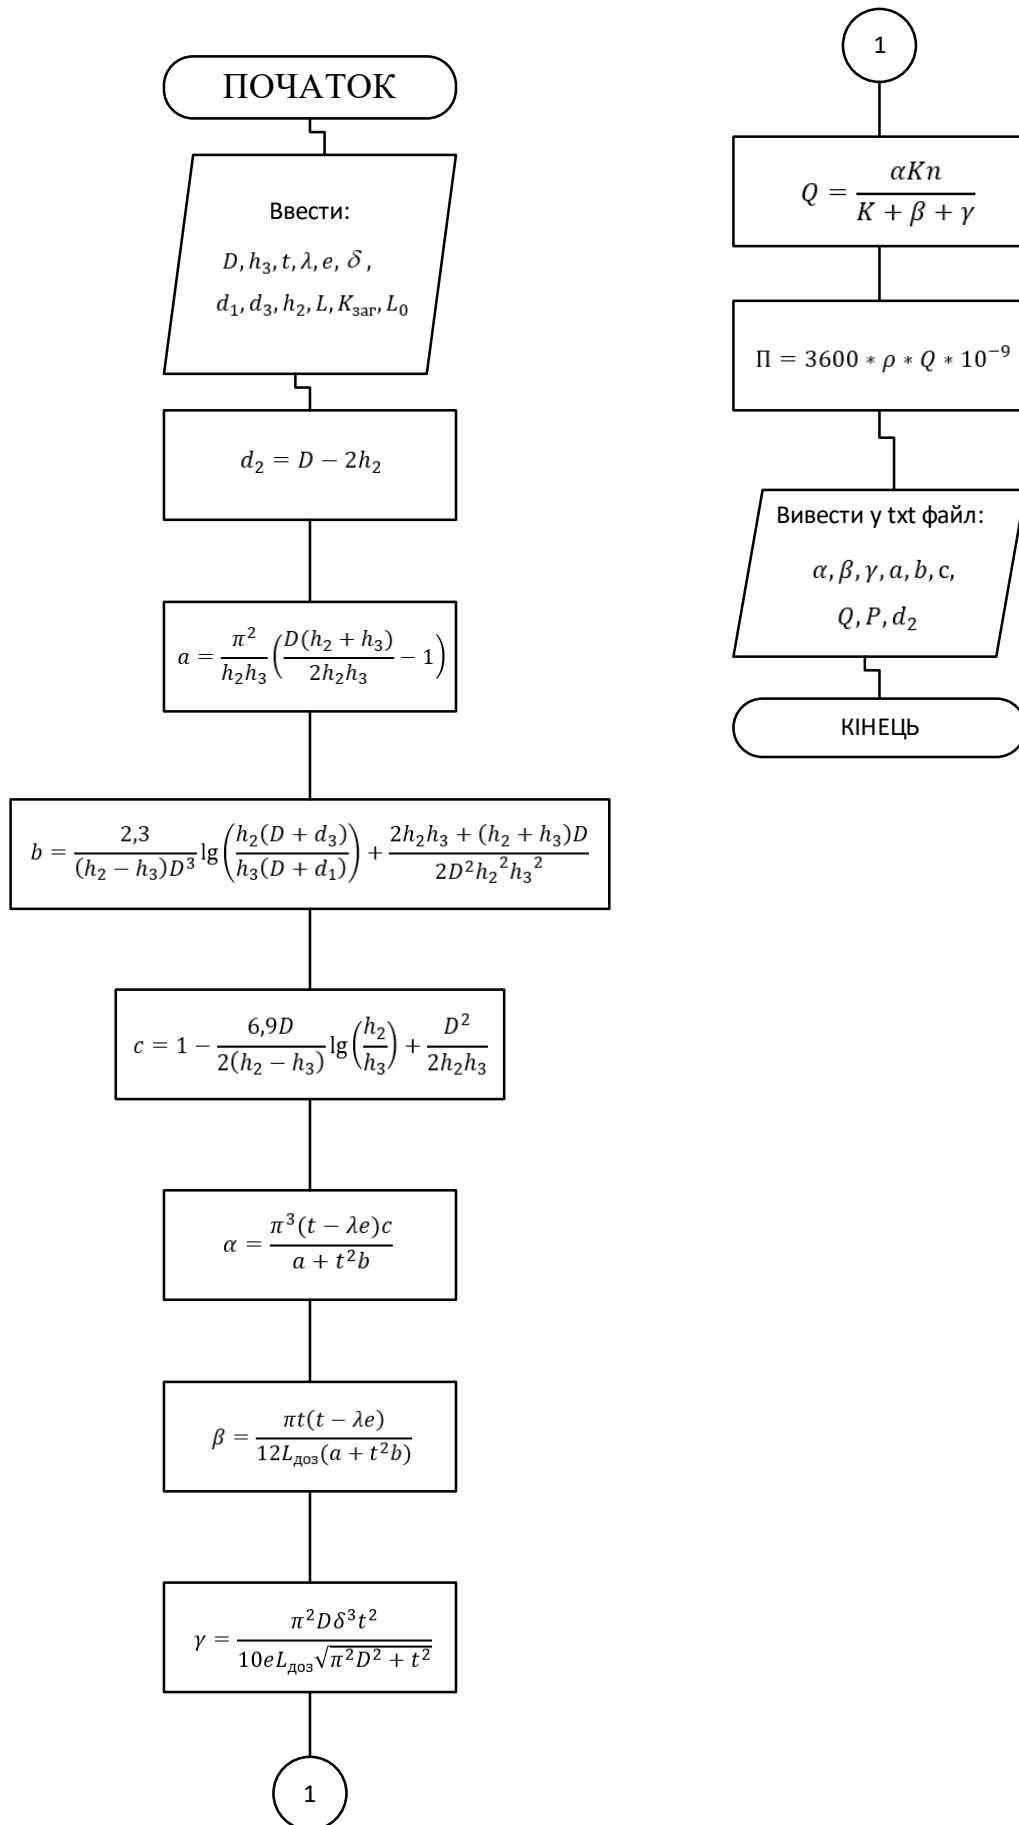 ПОЧАТОК
Ввести:
D, h₃, t, λ, e, δ,
d₁, d₃, h₂, L, Kзаг, L₀
d₂ = D − 2h₂
a = π²/(h₂h₃) (D(h₂ + h₃)/(2h₂h₃) − 1)
b = 2,3/((h₂ − h₃)D³) lg(h₂(D + d₃)/(h₃(D + d₁))) + (2h₂h₃ + (h₂ + h₃)D)/(2D²h₂²h₃²)
c = 1 − 6,9D/(2(h₂ − h₃)) lg(h₂/h₃) + D²/(2h₂h₃)
α = π³(t − λe)c/(a + t²b)
β = πt(t − λe)/(12Lдоз(a + t²b))
γ = π²Dδ³t²/(10eLдоз√(π²D² + t²))
1
1
Q = αKn/(K + β + γ)
Π = 3600 * ρ * Q * 10⁻⁹
Вивести у txt файл:
α, β, γ, a, b, c,
Q, P, d₂
КІНЕЦЬ